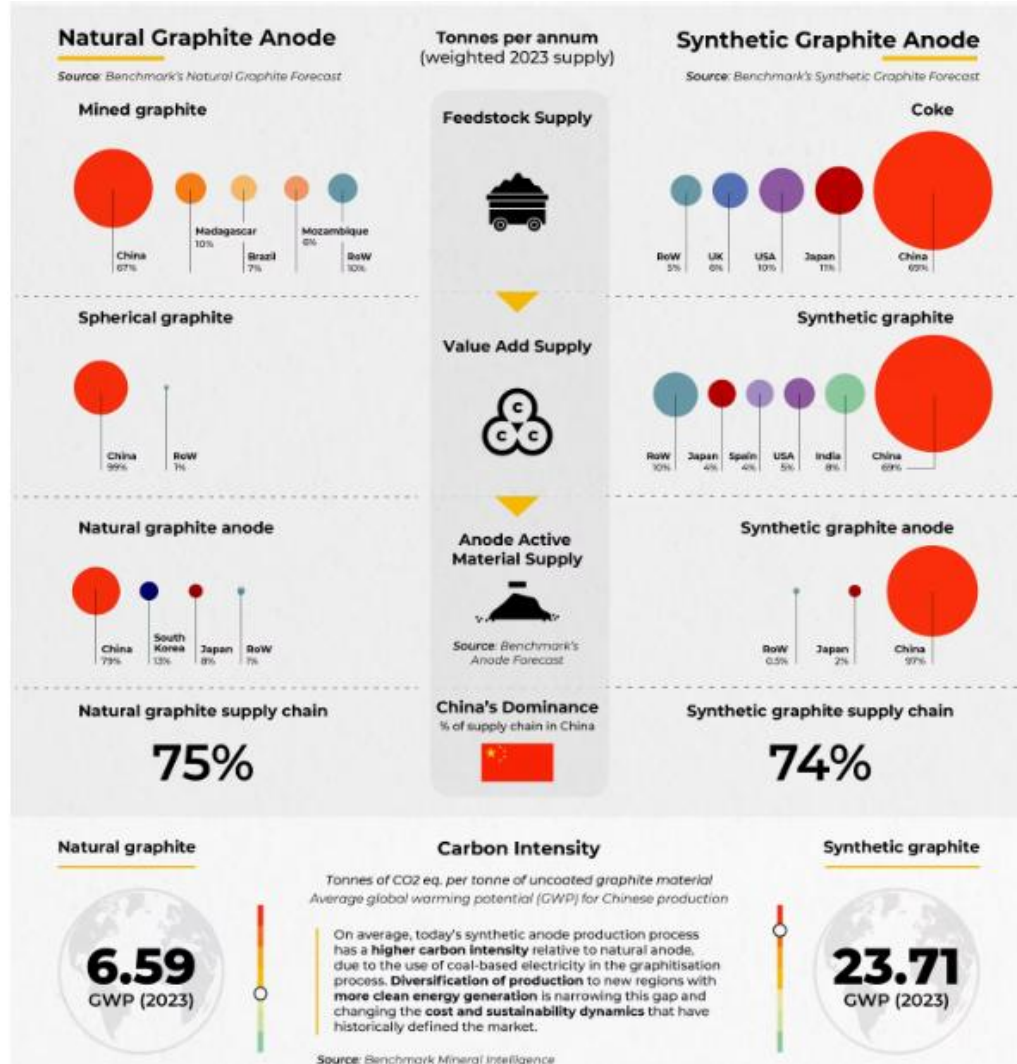 Natural Graphite Anode
Source: Benchmark's Natural Graphite Forecast
Tonnes per annum
(weighted 2023 supply)
Synthetic Graphite Anode
Source: Benchmark's Synthetic Graphite Forecast
Mined graphite
China
67%
Madagascar
10%
Brazil
7%
Mozambique
6%
RoW
10%
Feedstock Supply
Coke
RoW
5%
UK
6%
USA
10%
Japan
11%
China
69%
Spherical graphite
China
99%
RoW
1%
Value Add Supply
C
C
C
Synthetic graphite
RoW
10%
Japan
4%
Spain
4%
USA
5%
India
8%
China
69%
Natural graphite anode
China
79%
South
Korea
13%
Japan
8%
RoW
1%
Anode Active
Material Supply
Source: Benchmark's
Anode Forecast
Synthetic graphite anode
RoW
0.5%
Japan
2%
China
97%
Natural graphite supply chain
75%
China's Dominance
% of supply chain in China
Synthetic graphite supply chain
74%
Natural graphite
6.59
GWP (2023)
Carbon Intensity
Tonnes of CO2 eq. per tonne of uncoated graphite material
Average global warming potential (GWP) for Chinese production
On average, today's synthetic anode production process
has a higher carbon intensity relative to natural anode,
due to the use of coal-based electricity in the graphitisation
process. Diversification of production to new regions with
more clean energy generation is narrowing this gap and
changing the cost and sustainability dynamics that have
historically defined the market.
Source: Benchmark Mineral Intelligence
Synthetic graphite
23.71
GWP (2023)